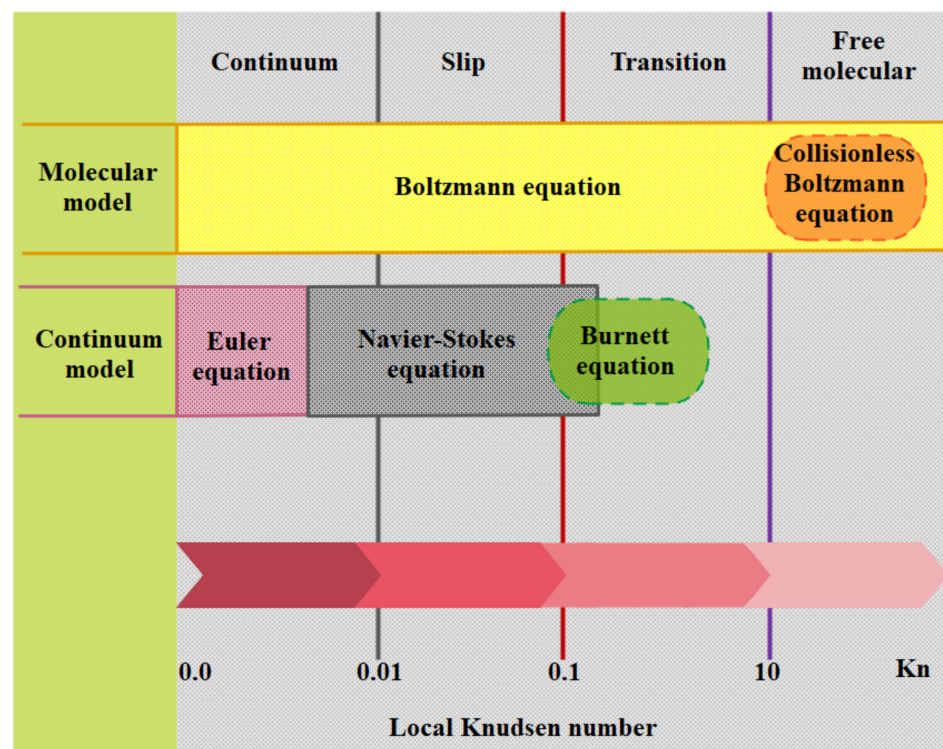 Continuum
Slip
Transition
Free
molecular
Molecular
model
Boltzmann equation
Collisionless
Boltzmann
equation
Continuum
model
Euler
equation
Navier-Stokes
equation
Burnett
equation
0.0
0.01
0.1
10
Kn
Local Knudsen number